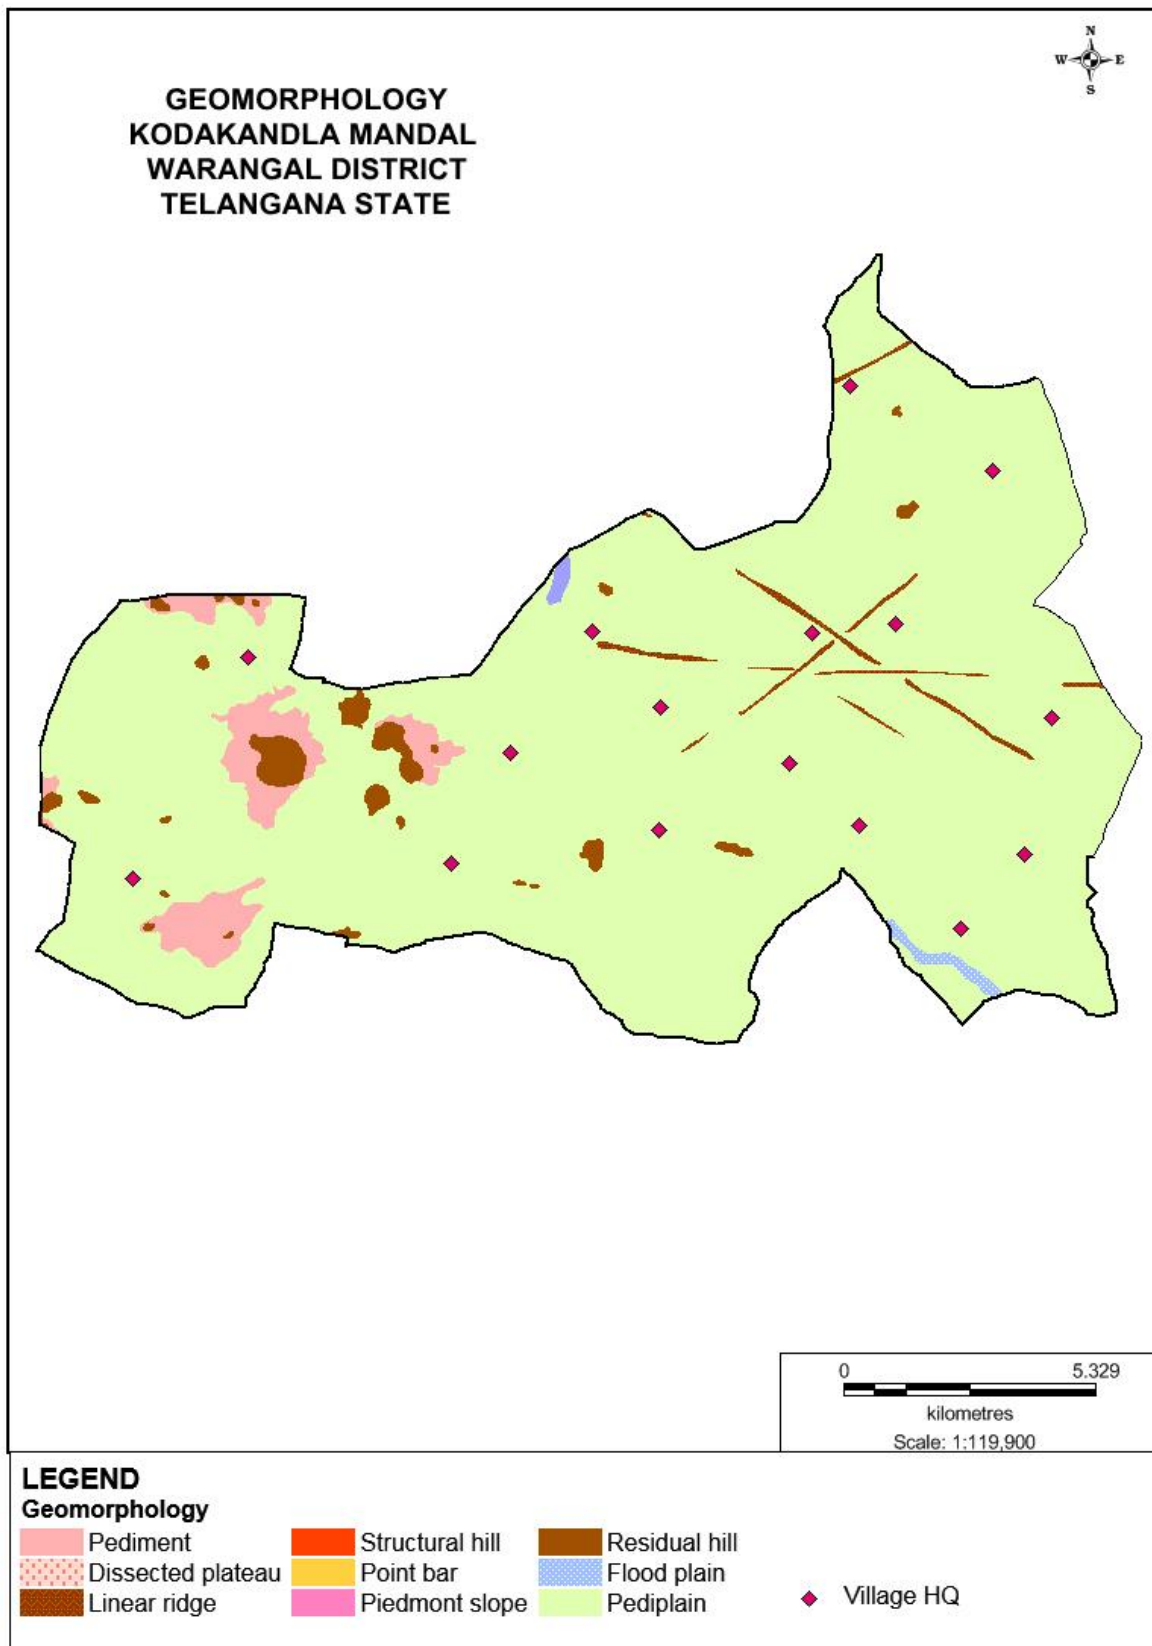 N
W E
S
GEOMORPHOLOGY
KODAKANDLA MANDAL
WARANGAL DISTRICT
TELANGANA STATE
0 5.329
kilometres
Scale: 1:119,900
LEGEND
Geomorphology
Pediment Structural hill Residual hill
Dissected plateau Point bar Flood plain
Linear ridge Piedmont slope Pediplain
Village HQ